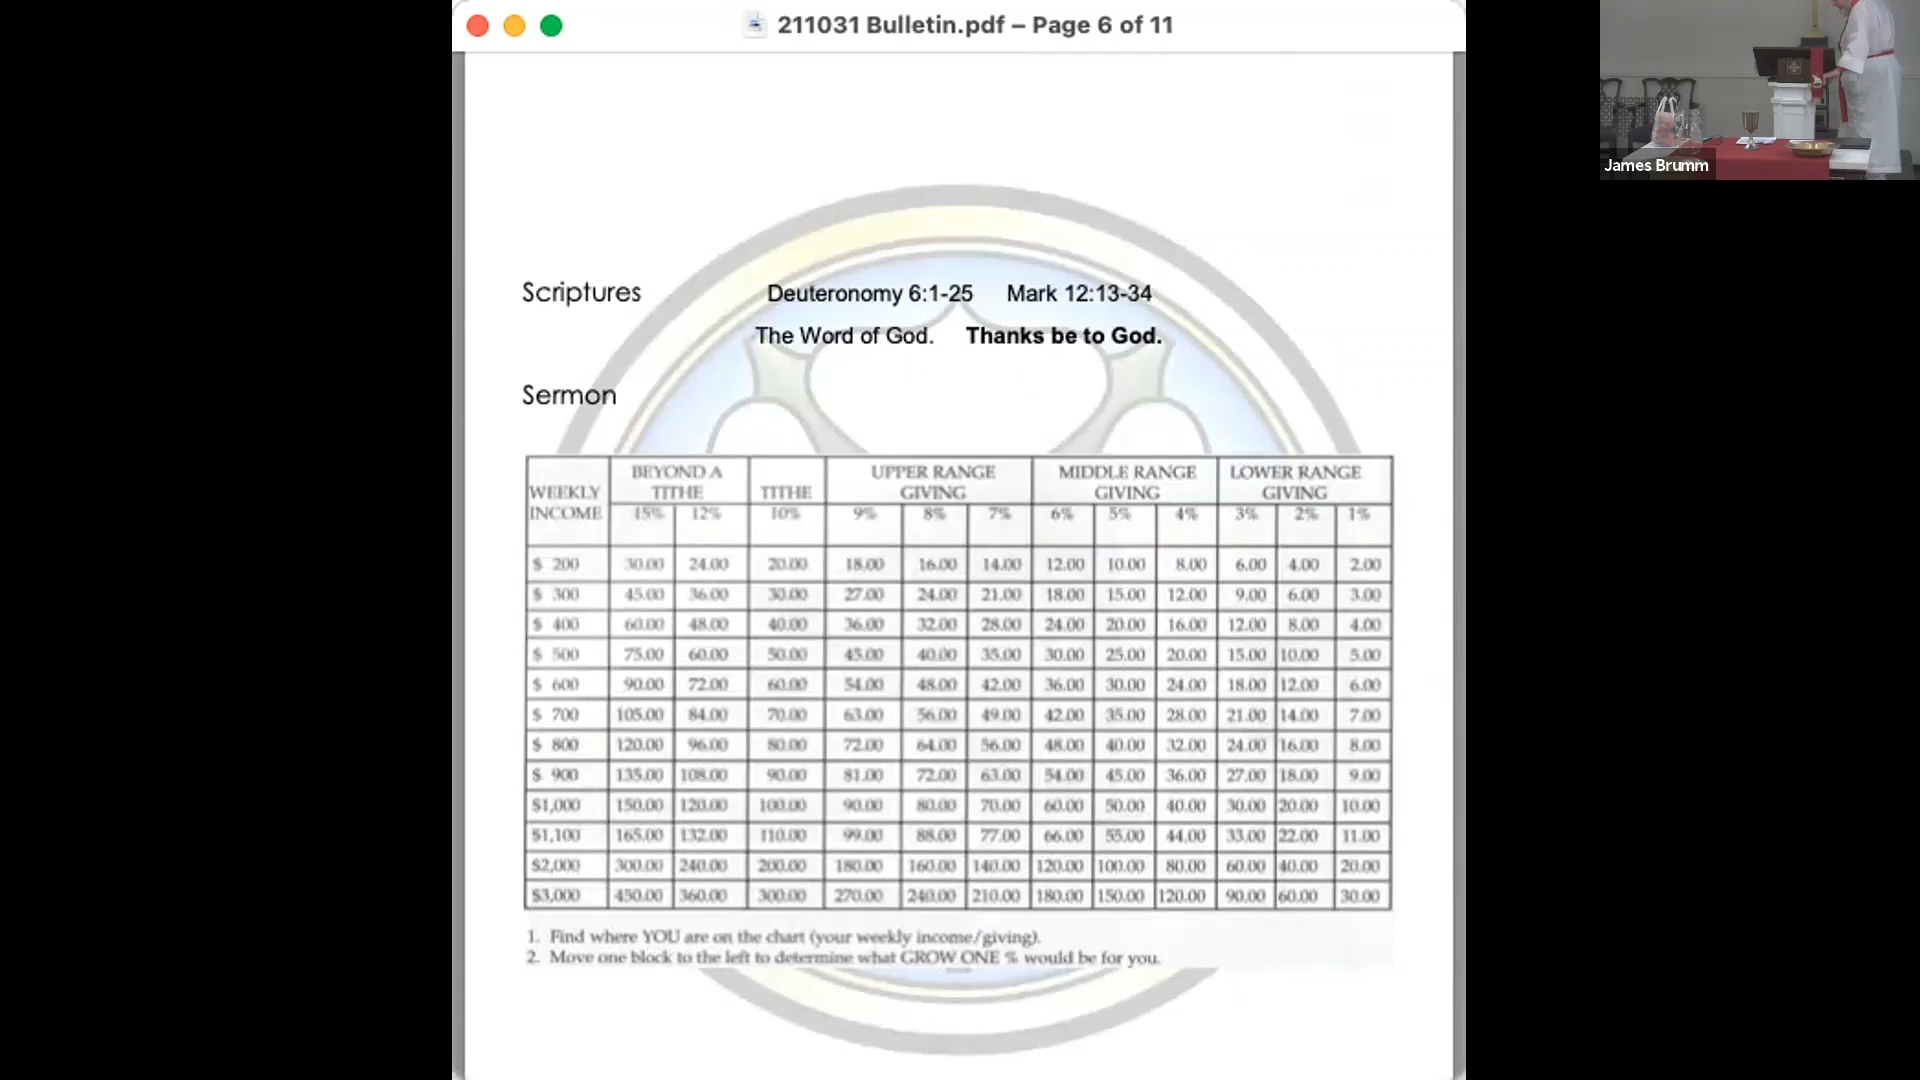 211031 Bulletin.pdf – Page 6 of 11
James Brumm
Scriptures Deuteronomy 6:1-25 Mark 12:13-34
The Word of God. Thanks be to God.
Sermon
WEEKLY INCOME BEYOND A TITHE TITHE UPPER RANGE GIVING MIDDLE RANGE GIVING LOWER RANGE GIVING
15% 12% 10% 9% 8% 7% 6% 5% 4% 3% 2% 1%
$ 200 30.00 24.00 20.00 18.00 16.00 14.00 12.00 10.00 8.00 6.00 4.00 2.00
$ 300 45.00 36.00 30.00 27.00 24.00 21.00 18.00 15.00 12.00 9.00 6.00 3.00
$ 400 60.00 48.00 40.00 36.00 32.00 28.00 24.00 20.00 16.00 12.00 8.00 4.00
$ 500 75.00 60.00 50.00 45.00 40.00 35.00 30.00 25.00 20.00 15.00 10.00 5.00
$ 600 90.00 72.00 60.00 54.00 48.00 42.00 36.00 30.00 24.00 18.00 12.00 6.00
$ 700 105.00 84.00 70.00 63.00 56.00 49.00 42.00 35.00 28.00 21.00 14.00 7.00
$ 800 120.00 96.00 80.00 72.00 64.00 56.00 48.00 40.00 32.00 24.00 16.00 8.00
$ 900 135.00 108.00 90.00 81.00 72.00 63.00 54.00 45.00 36.00 27.00 18.00 9.00
$1,000 150.00 120.00 100.00 90.00 80.00 70.00 60.00 50.00 40.00 30.00 20.00 10.00
$1,100 165.00 132.00 110.00 99.00 88.00 77.00 66.00 55.00 44.00 33.00 22.00 11.00
$2,000 300.00 240.00 200.00 180.00 160.00 140.00 120.00 100.00 80.00 60.00 40.00 20.00
$3,000 450.00 360.00 300.00 270.00 240.00 210.00 180.00 150.00 120.00 90.00 60.00 30.00
1. Find where YOU are on the chart (your weekly income/giving).
2. Move one block to the left to determine what GROW ONE % would be for you.